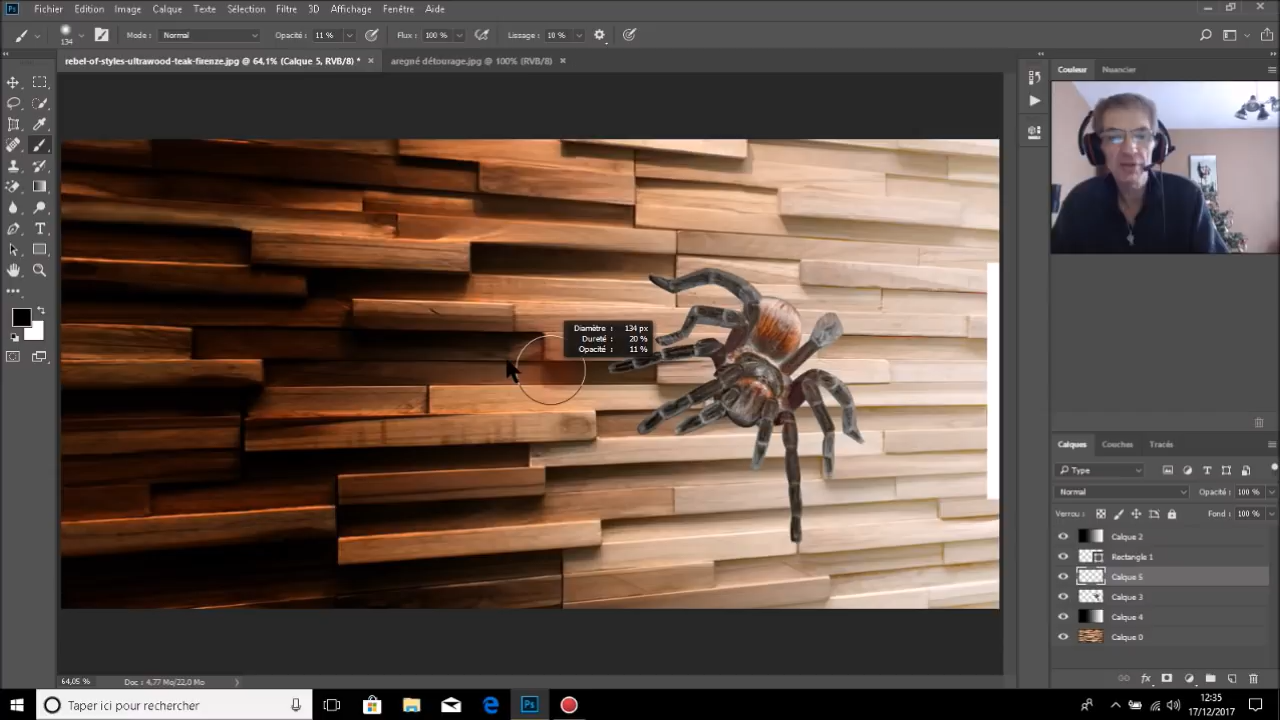 Ps Fichier Edition Image Calque Texte Sélection Filtre 3D Affichage Fenêtre Aide
134 Mode : Normal Opacité : 11 % Flux : 100 % Lissage : 10 %
rebel-of-styles-ultrawood-teak-firenze.jpg @ 64,1% (Calque 5, RVB/8) * × aregné détourage.jpg @ 100% (RVB/8) ×
Couleur Nuancier
Diamètre : 134 px
Dureté : 20 %
Opacité : 11 %
Calques Couches Tracés
Type
Normal Opacité : 100 %
Verrou : Fond : 100 %
Calque 2
Rectangle 1
Calque 5
Calque 3
Calque 4
Calque 0
64,05 % Doc : 4,77 Mo/22,0 Mo
Taper ici pour rechercher
Ps
12:35
17/12/2017